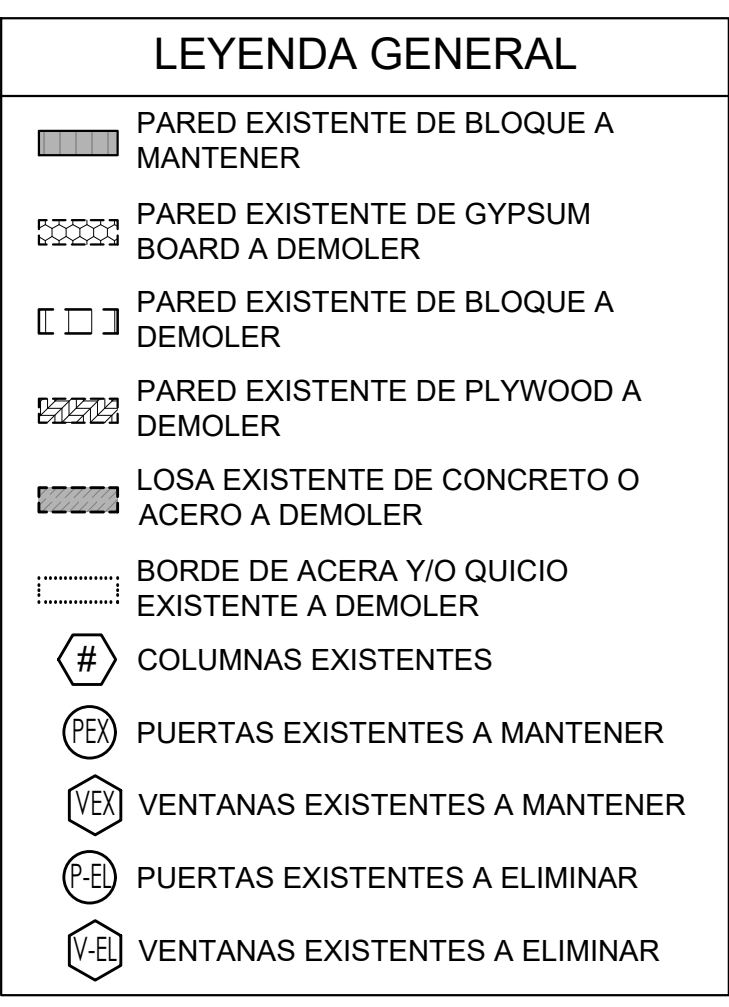 LEYENDA GENERAL
PARED EXISTENTE DE BLOQUE A
MANTENER
PARED EXISTENTE DE GYPSUM
BOARD A DEMOLER
PARED EXISTENTE DE BLOQUE A
DEMOLER
PARED EXISTENTE DE PLYWOOD A
DEMOLER
LOSA EXISTENTE DE CONCRETO O
ACERO A DEMOLER
BORDE DE ACERA Y/O QUICIO
EXISTENTE A DEMOLER
# COLUMNAS EXISTENTES
PEX PUERTAS EXISTENTES A MANTENER
VEX VENTANAS EXISTENTES A MANTENER
P-EL PUERTAS EXISTENTES A ELIMINAR
V-EL VENTANAS EXISTENTES A ELIMINAR